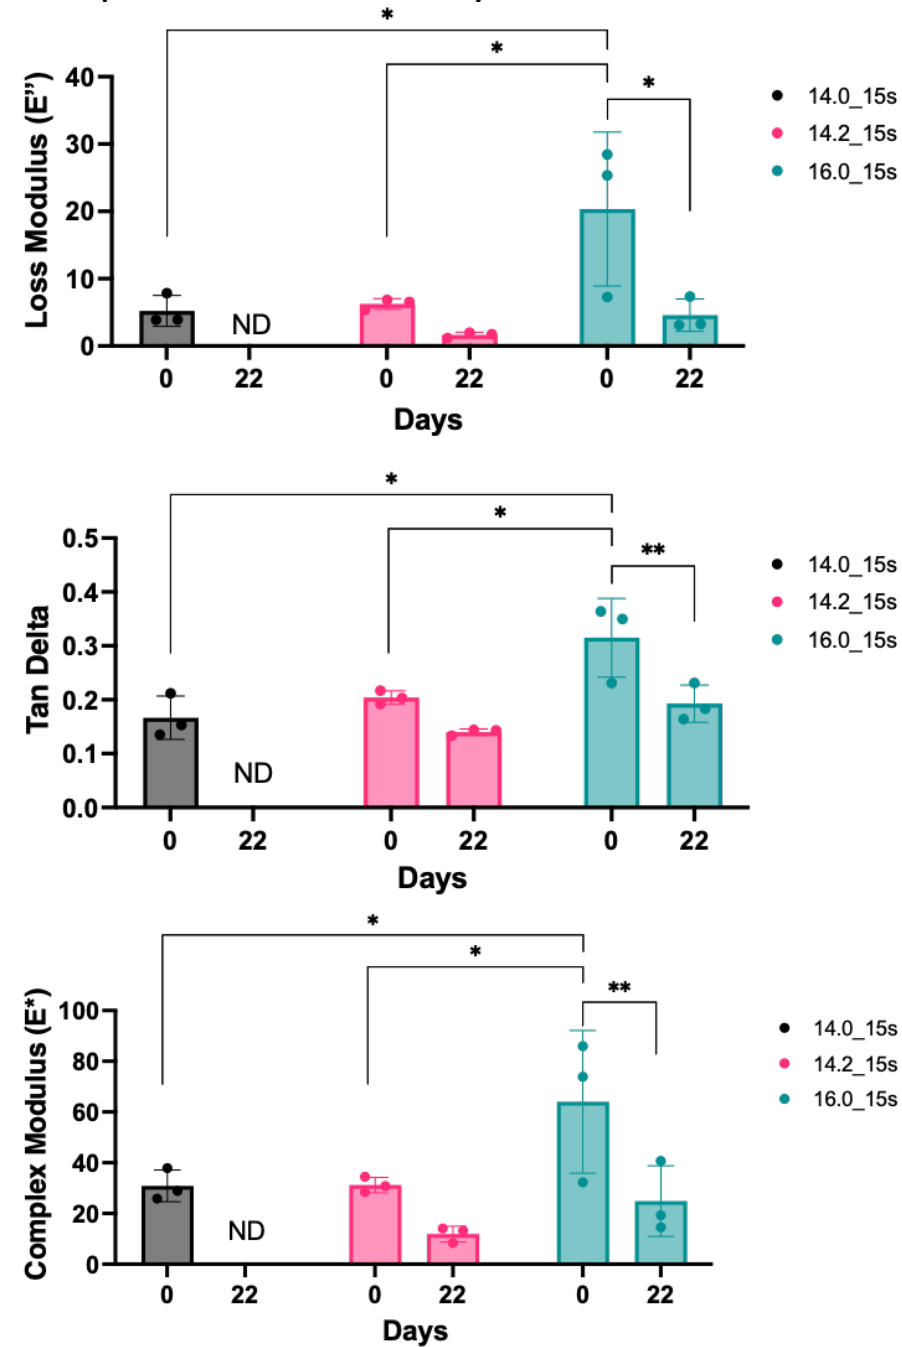 *
*
*
Loss Modulus (E”)
40
30
20
10
0
ND
0 22 0 22 0 22
Days
14.0_15s
14.2_15s
16.0_15s
*
*
**
Tan Delta
0.5
0.4
0.3
0.2
0.1
0.0
ND
0 22 0 22 0 22
Days
14.0_15s
14.2_15s
16.0_15s
*
*
**
Complex Modulus (E*)
100
80
60
40
20
0
ND
0 22 0 22 0 22
Days
14.0_15s
14.2_15s
16.0_15s